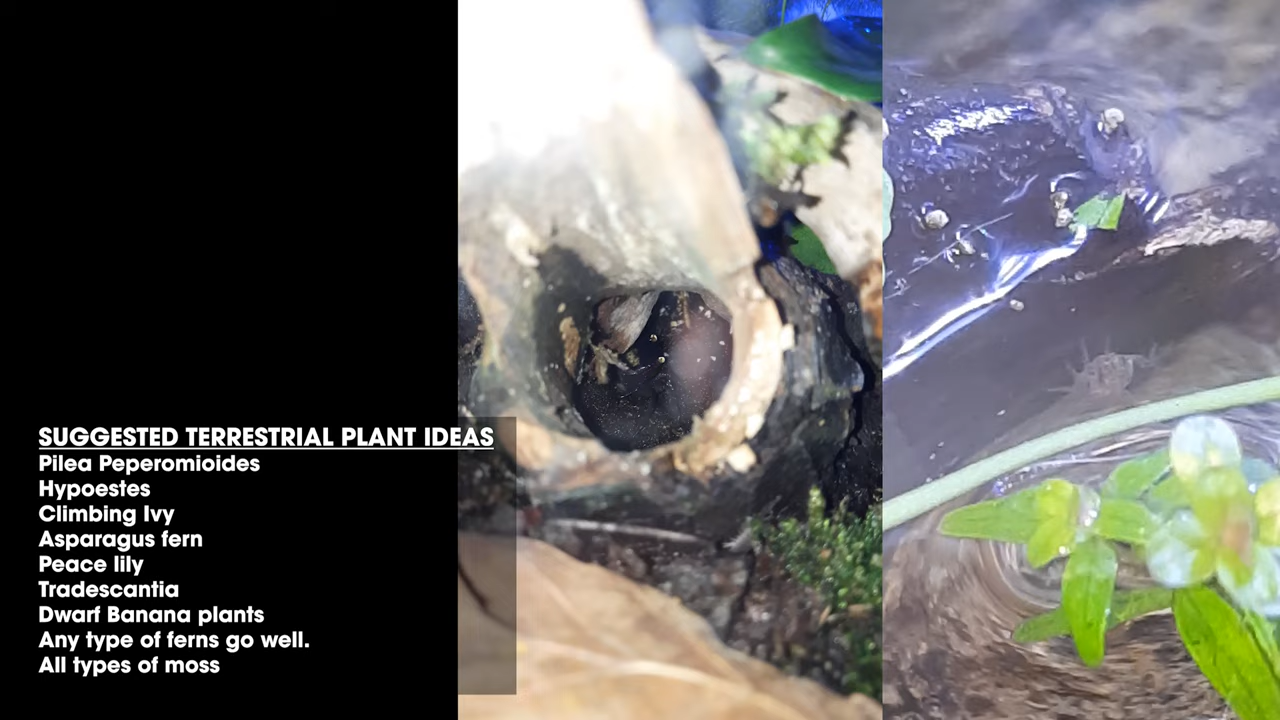 SUGGESTED TERRESTRIAL PLANT IDEAS
Pilea Peperomioides
Hypoestes
Climbing Ivy
Asparagus fern
Peace lily
Tradescantia
Dwarf Banana plants
Any type of ferns go well.
All types of moss